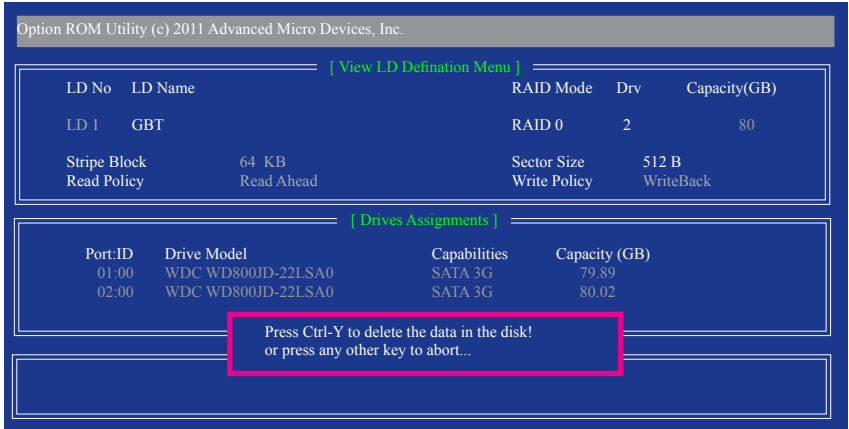 Option ROM Utility (c) 2011 Advanced Micro Devices, Inc.
[ View LD Defination Menu ]
LD No LD Name RAID Mode Drv Capacity(GB)
LD 1 GBT RAID 0 2 80
Stripe Block 64 KB Sector Size 512 B
Read Policy Read Ahead Write Policy WriteBack
[ Drives Assignments ]
Port:ID Drive Model Capabilities Capacity (GB)
01:00 WDC WD800JD-22LSA0 SATA 3G 79.89
02:00 WDC WD800JD-22LSA0 SATA 3G 80.02
Press Ctrl-Y to delete the data in the disk!
or press any other key to abort...